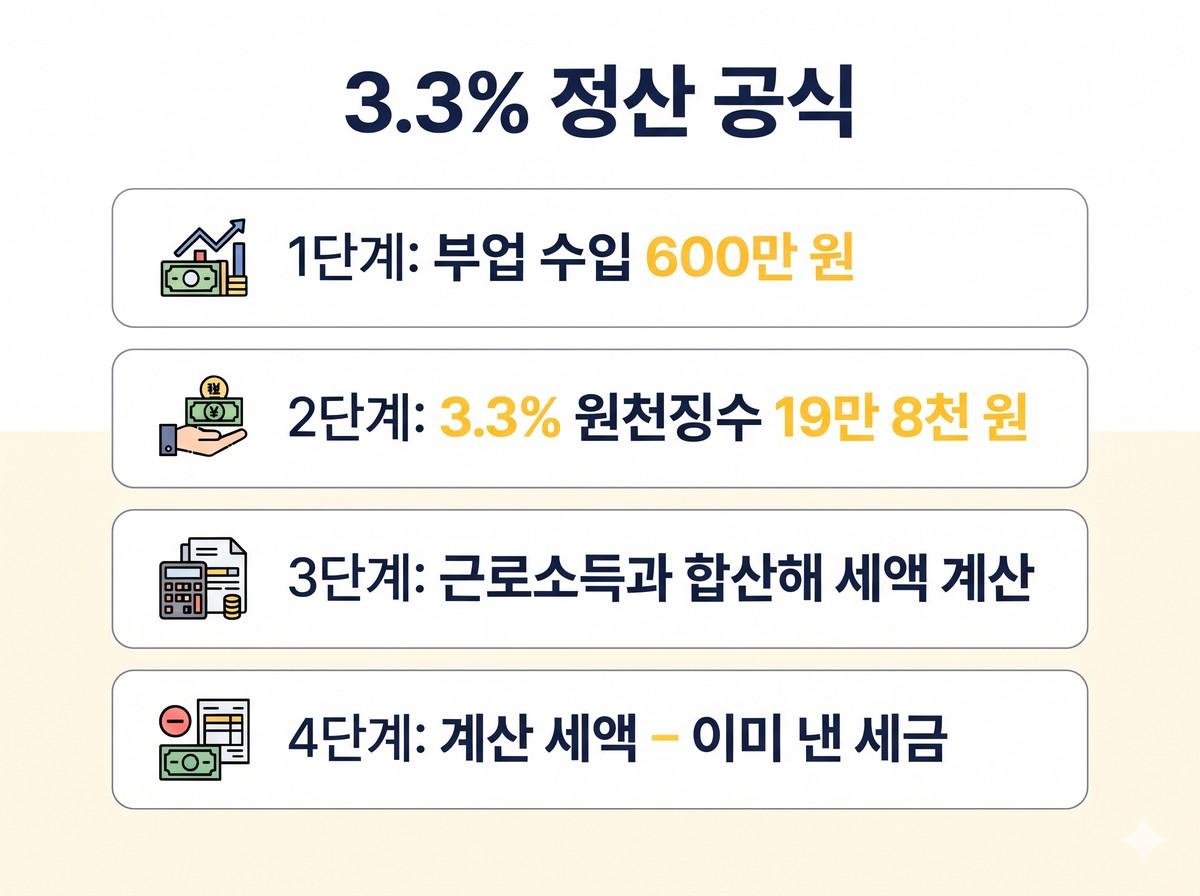 3.3% 정산 공식
1단계: 부업 수입 600만 원
2단계: 3.3% 원천징수 19만 8천 원
3단계: 근로소득과 합산해 세액 계산
4단계: 계산 세액 – 이미 낸 세금